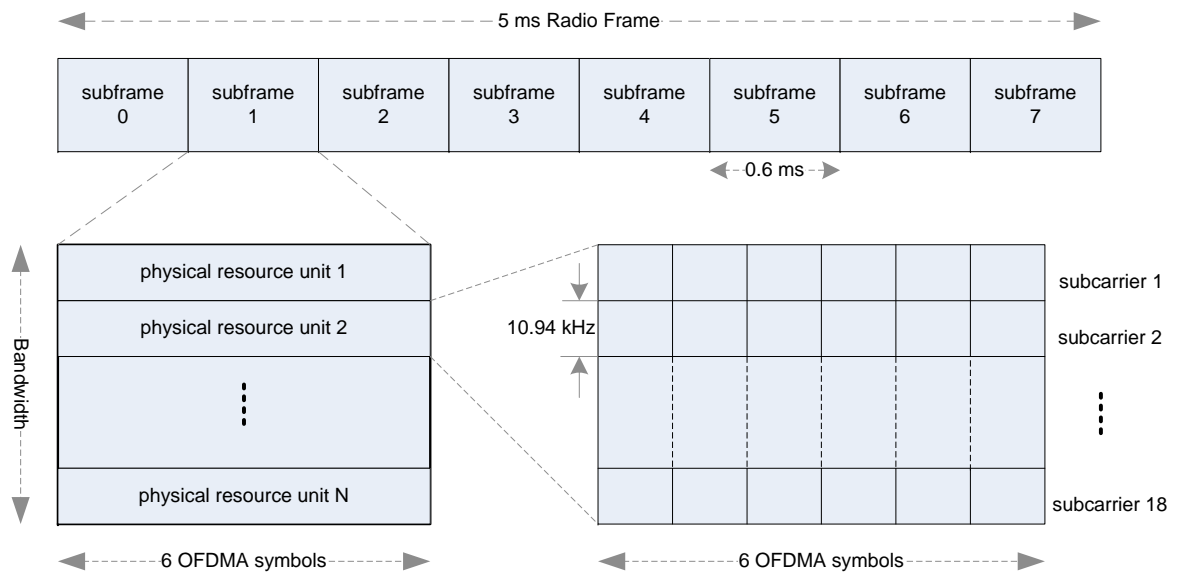 5 ms Radio Frame
subframe 0
subframe 1
subframe 2
subframe 3
subframe 4
subframe 5
subframe 6
subframe 7
0.6 ms
Bandwidth
physical resource unit 1
physical resource unit 2
physical resource unit N
6 OFDMA symbols
10.94 kHz
subcarrier 1
subcarrier 2
subcarrier 18
6 OFDMA symbols